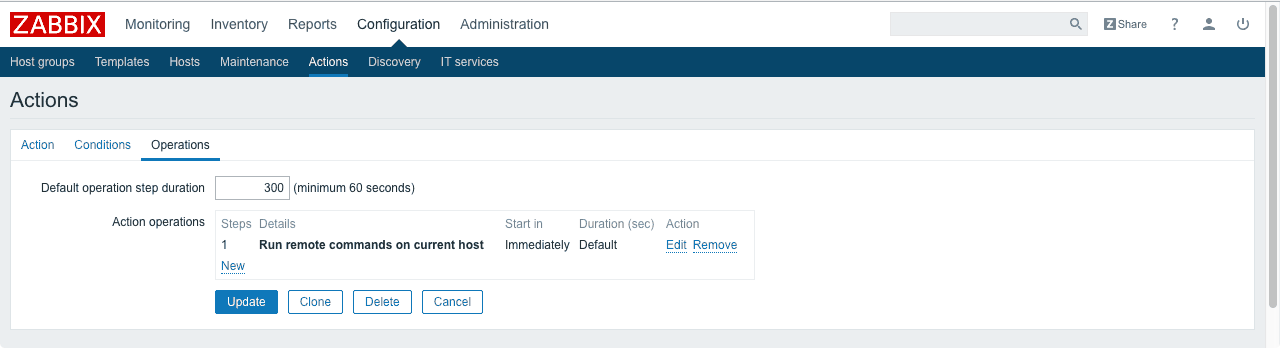 ZABBIX Monitoring Inventory Reports Configuration Administration Z Share ?
Host groups Templates Hosts Maintenance Actions Discovery IT services
Actions
Action Conditions Operations
Default operation step duration 300 (minimum 60 seconds)
Action operations Steps Details Start in Duration (sec) Action
1 Run remote commands on current host Immediately Default Edit Remove
New
Update Clone Delete Cancel